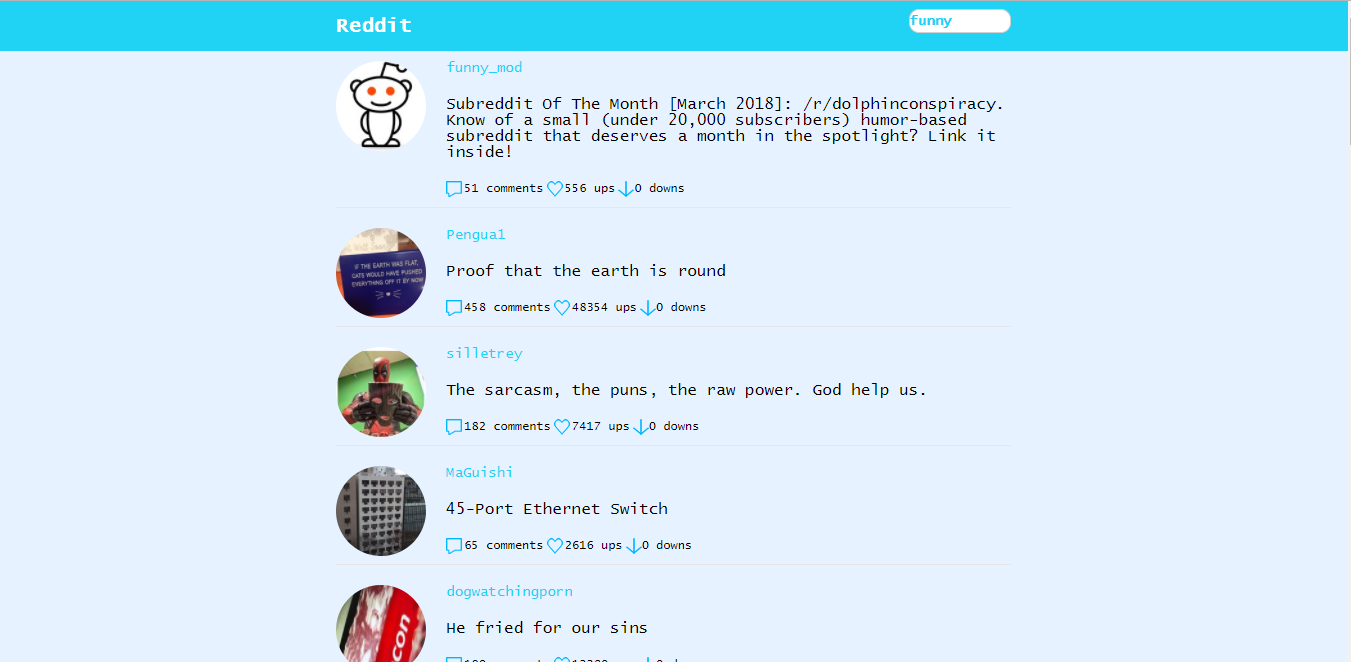 Reddit
funny
funny_mod
Subreddit Of The Month [March 2018]: /r/dolphinconspiracy.
Know of a small (under 20,000 subscribers) humor-based
subreddit that deserves a month in the spotlight? Link it
inside!
51 comments 556 ups 0 downs
IF THE EARTH WAS FLAT,
CATS WOULD HAVE PUSHED
EVERYTHING OFF IT BY NOW
Pengua1
Proof that the earth is round
458 comments 48354 ups 0 downs
silletrey
The sarcasm, the puns, the raw power. God help us.
182 comments 7417 ups 0 downs
MaGuishi
45-Port Ethernet Switch
65 comments 2616 ups 0 downs
dogwatchingporn
con
He fried for our sins